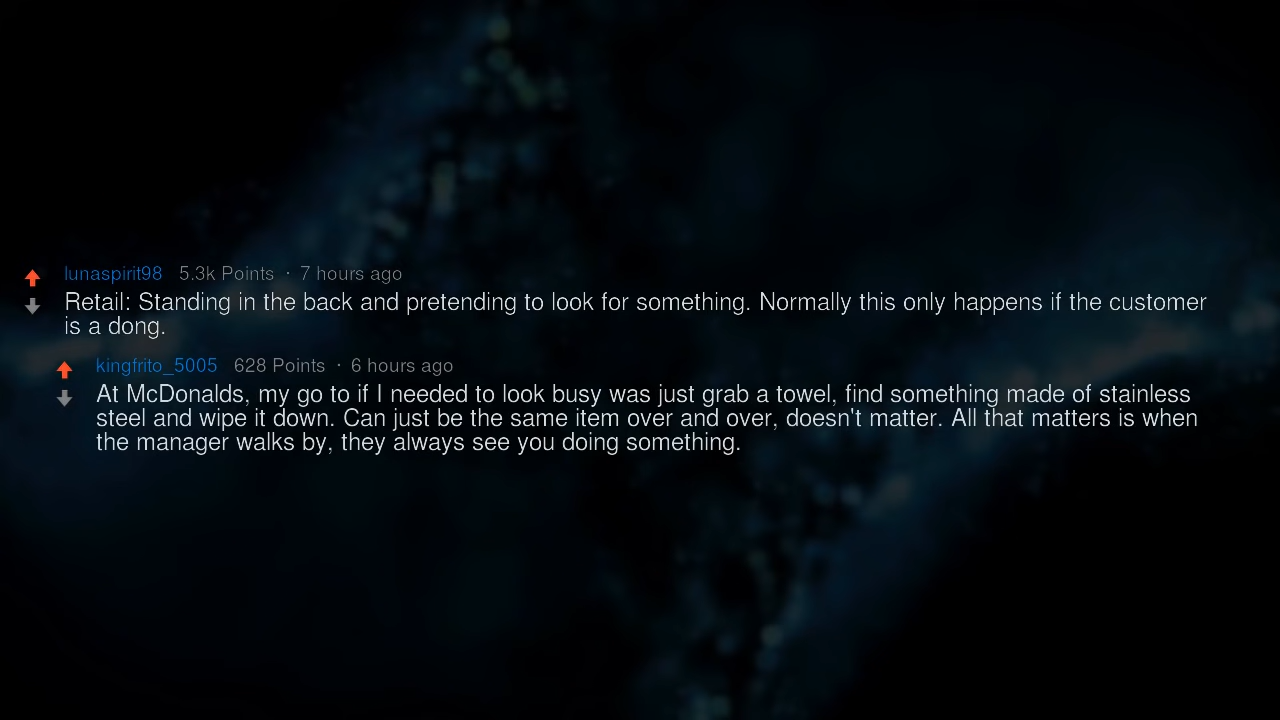 lunaspirit98 5.3k Points · 7 hours ago
Retail: Standing in the back and pretending to look for something. Normally this only happens if the customer
is a dong.
kingfrito_5005 628 Points · 6 hours ago
At McDonalds, my go to if I needed to look busy was just grab a towel, find something made of stainless
steel and wipe it down. Can just be the same item over and over, doesn't matter. All that matters is when
the manager walks by, they always see you doing something.